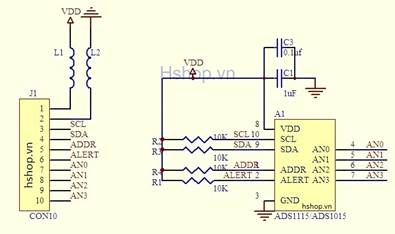 VDD
L1
L2
J1
1
2
3
4
5
6
7
8
9
10
SCL
SDA
ADDR
ALERT
AN0
AN1
AN2
AN3
hshop.vn
CON10
VDD
Hshop.vn
C3
0.1uf
C1
1uF
A1
R2
10K
SCL 10
R3
10K
SDA 9
R4
10K
ADDR
R1
10K
ALERT 2
8
3
VDD
SCL
SDA
ADDR
ALERT
GND
AN0
AN1
AN2
AN3
4
5
6
7
AN0
AN1
AN2
AN3
hshop.vn
ADS1115/ADS1015